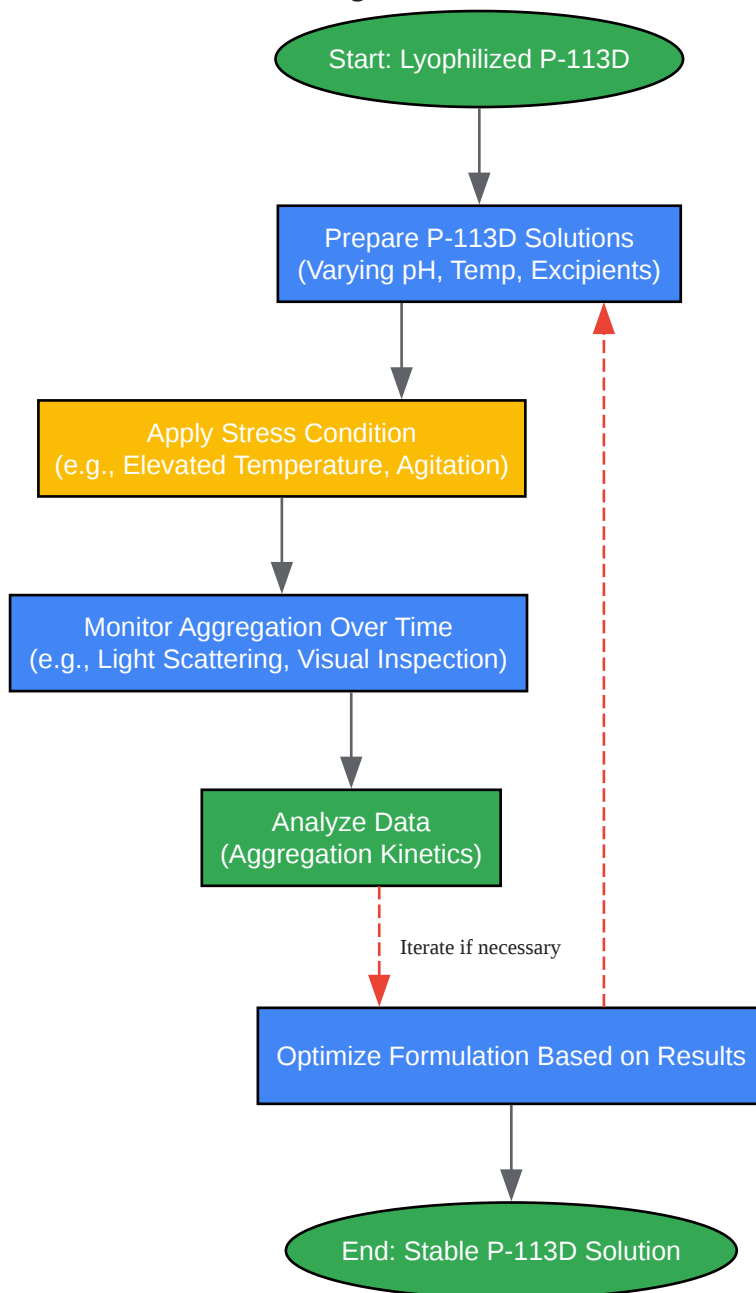 Start: Lyophilized P-113D
Prepare P-113D Solutions
(Varying pH, Temp, Excipients)
Apply Stress Condition
(e.g., Elevated Temperature, Agitation)
Monitor Aggregation Over Time
(e.g., Light Scattering, Visual Inspection)
Analyze Data
(Aggregation Kinetics)
Iterate if necessary
Optimize Formulation Based on Results
End: Stable P-113D Solution